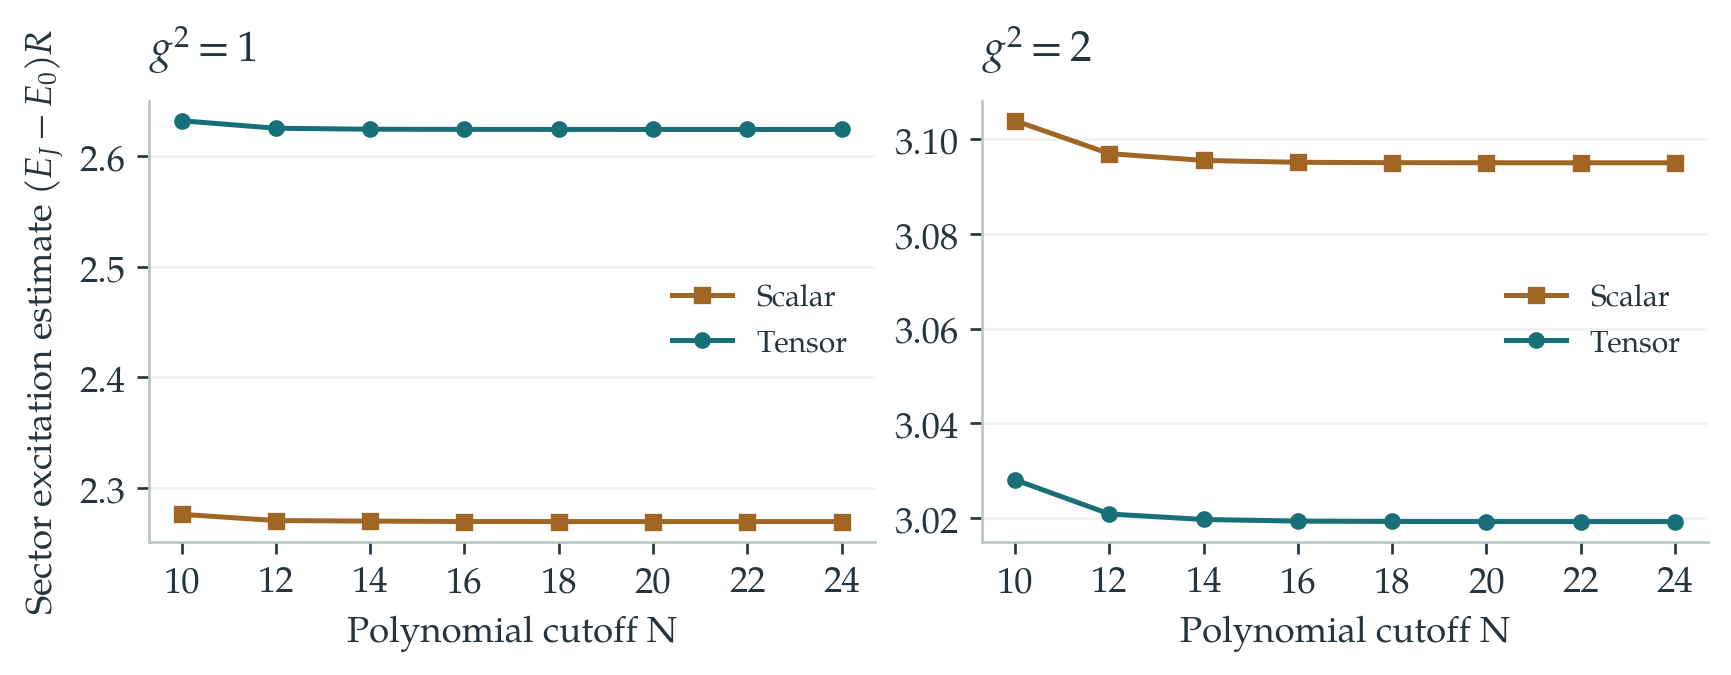 g² = 1
Sector excitation estimate (E_J − E_0)R
2.6
2.5
2.4
2.3
Scalar
Tensor
10 12 14 16 18 20 22 24
Polynomial cutoff N
g² = 2
3.10
3.08
3.06
3.04
3.02
Scalar
Tensor
10 12 14 16 18 20 22 24
Polynomial cutoff N